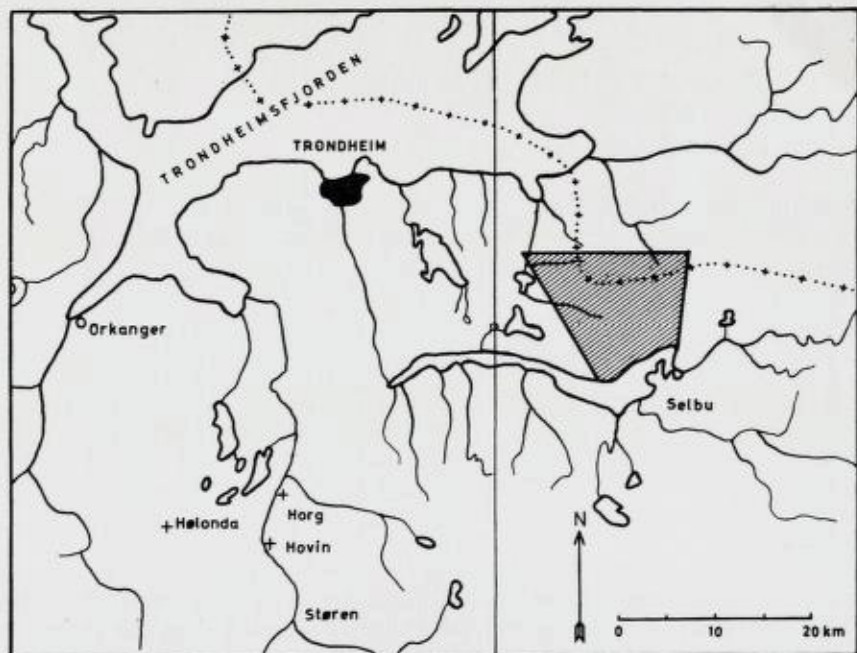 TRONDHEIMSFJORDEN
TRONDHEIM
Orkanger
Selbu
Hølonda
Horg
Hovin
Støren
N
0 10 20 km